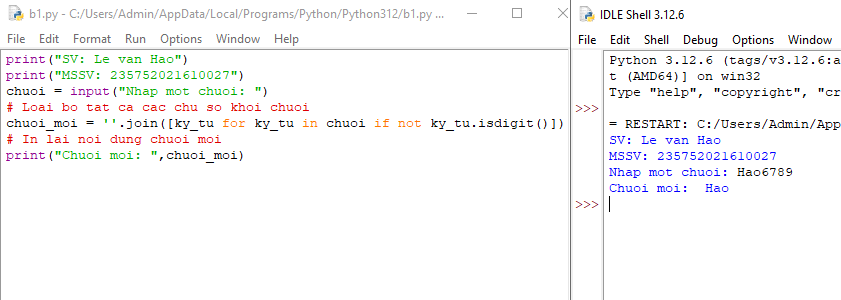 b1.py - C:/Users/Admin/AppData/Local/Programs/Python/Python312/b1.py ...
File Edit Format Run Options Window Help
print("SV: Le van Hao")
print("MSSV: 235752021610027")
chuoi = input("Nhap mot chuoi: ")
# Loai bo tat ca cac chu so khoi chuoi
chuoi_moi = ''.join([ky_tu for ky_tu in chuoi if not ky_tu.isdigit()])
# In lai noi dung chuoi moi
print("Chuoi moi: ",chuoi_moi)
IDLE Shell 3.12.6
File Edit Shell Debug Options Window
Python 3.12.6 (tags/v3.12.6:a
t (AMD64)] on win32
Type "help", "copyright", "cr
>>>
= RESTART: C:/Users/Admin/App
SV: Le van Hao
MSSV: 235752021610027
Nhap mot chuoi: Hao6789
Chuoi moi:  Hao
>>>